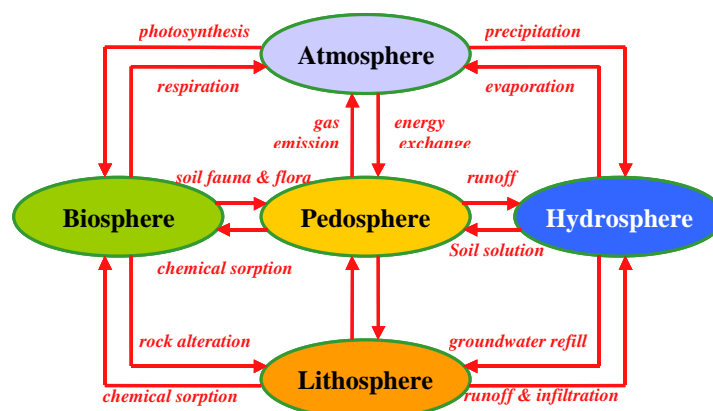 photosynthesis
precipitation
Atmosphere
respiration
evaporation
gas
emission
energy
exchange
soil fauna & flora
runoff
Biosphere
Pedosphere
Hydrosphere
chemical sorption
Soil solution
rock alteration
groundwater refill
Lithosphere
chemical sorption
runoff & infiltration